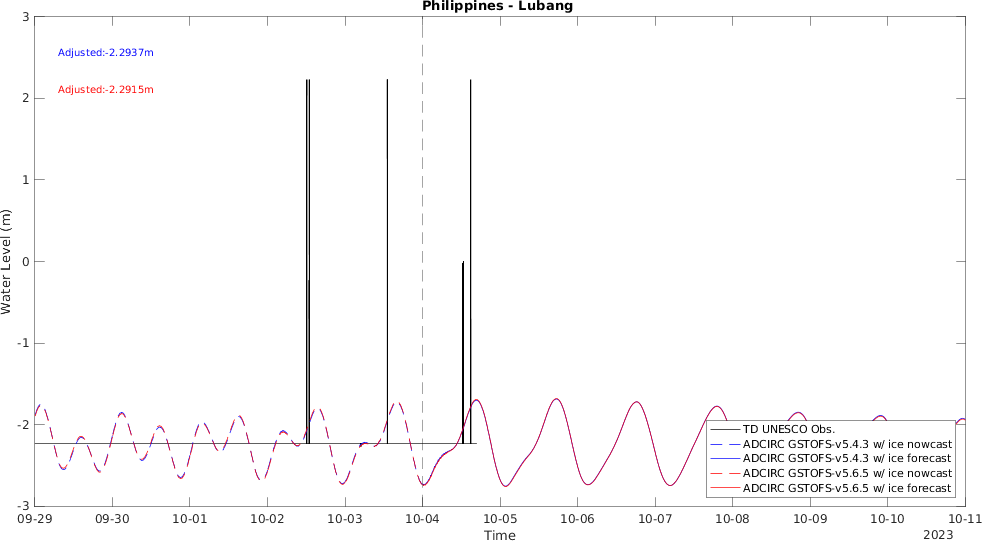 Philippines - Lubang
3
Adjusted:-2.2937m
Adjusted:-2.2915m
2
1
0
-1
-2
-3
Water Level (m)
TD UNESCO Obs.
ADCIRC GSTOFS-v5.4.3 w/ ice nowcast
ADCIRC GSTOFS-v5.4.3 w/ ice forecast
ADCIRC GSTOFS-v5.6.5 w/ ice nowcast
ADCIRC GSTOFS-v5.6.5 w/ ice forecast
09-29 09-30 10-01 10-02 10-03 10-04 10-05 10-06 10-07 10-08 10-09 10-10 10-11
Time
2023